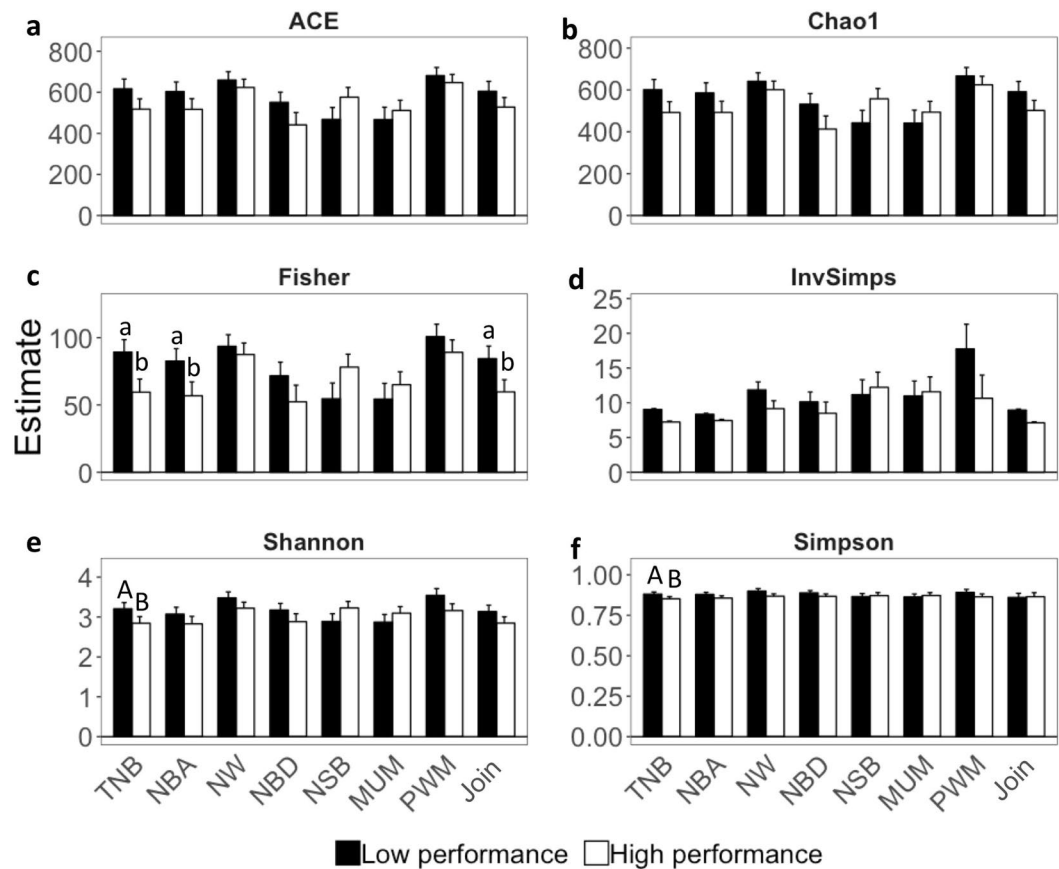 a ACE
800
600
400
200
0
b Chao1
800
600
400
200
0
Estimate
c Fisher
100
50
0
a b a b a b
d InvSimps
25
20
15
10
5
0
e Shannon
4
3
2
1
0
A B
TNB NBA NW NBD NSB MUM PWM Join
f Simpson
1.00
0.75
0.50
0.25
0.00
A B
TNB NBA NW NBD NSB MUM PWM Join
Low performance High performance